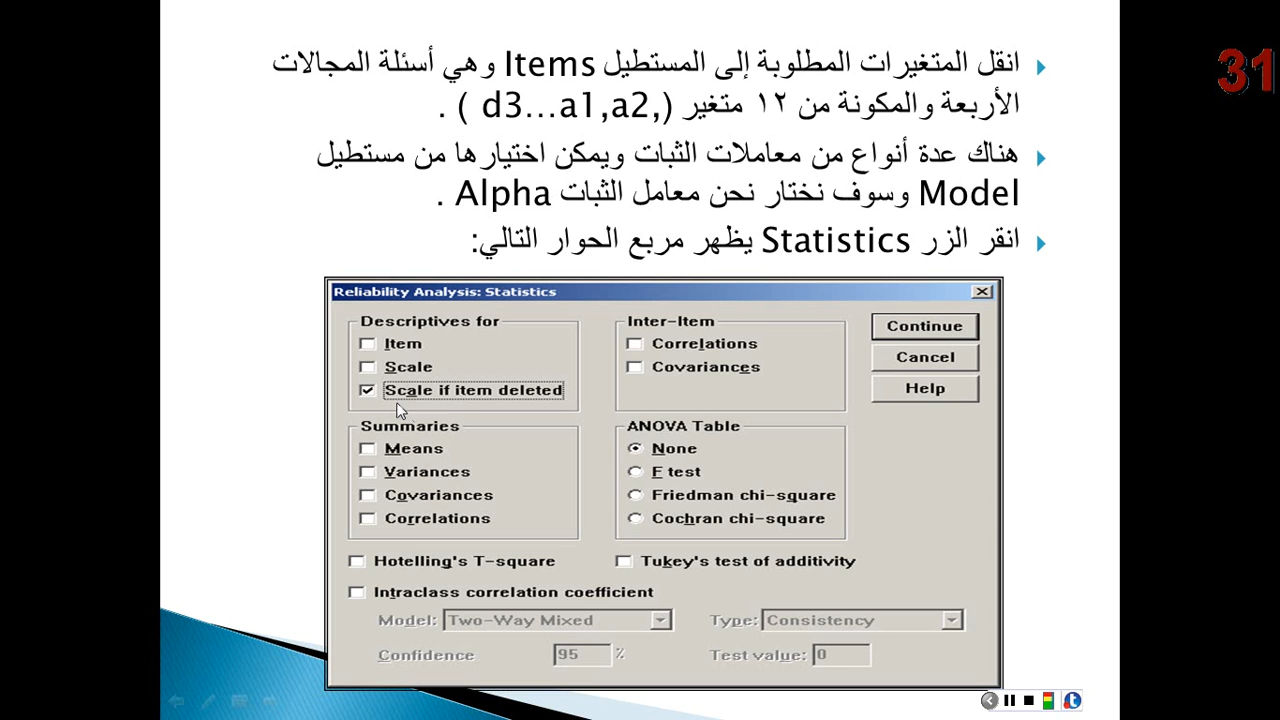 31
انقل المتغيرات المطلوبة إلى المستطيل Items وهي أسئلة المجالات
الأربعة والمكونة من ١٢ متغير (,d3…a1,a2 ) .
هناك عدة أنواع من معاملات الثبات ويمكن اختيارها من مستطيل
Model وسوف نختار نحن معامل الثبات Alpha .
انقر الزر Statistics يظهر مربع الحوار التالي:
Reliability Analysis: Statistics
Descriptives for
Item
Scale
Scale if item deleted
Inter-Item
Correlations
Covariances
Continue
Cancel
Help
Summaries
Means
Variances
Covariances
Correlations
ANOVA Table
None
F test
Friedman chi-square
Cochran chi-square
Hotelling's T-square
Tukey's test of additivity
Intraclass correlation coefficient
Model: Two-Way Mixed
Type: Consistency
Confidence 95 %
Test value: 0